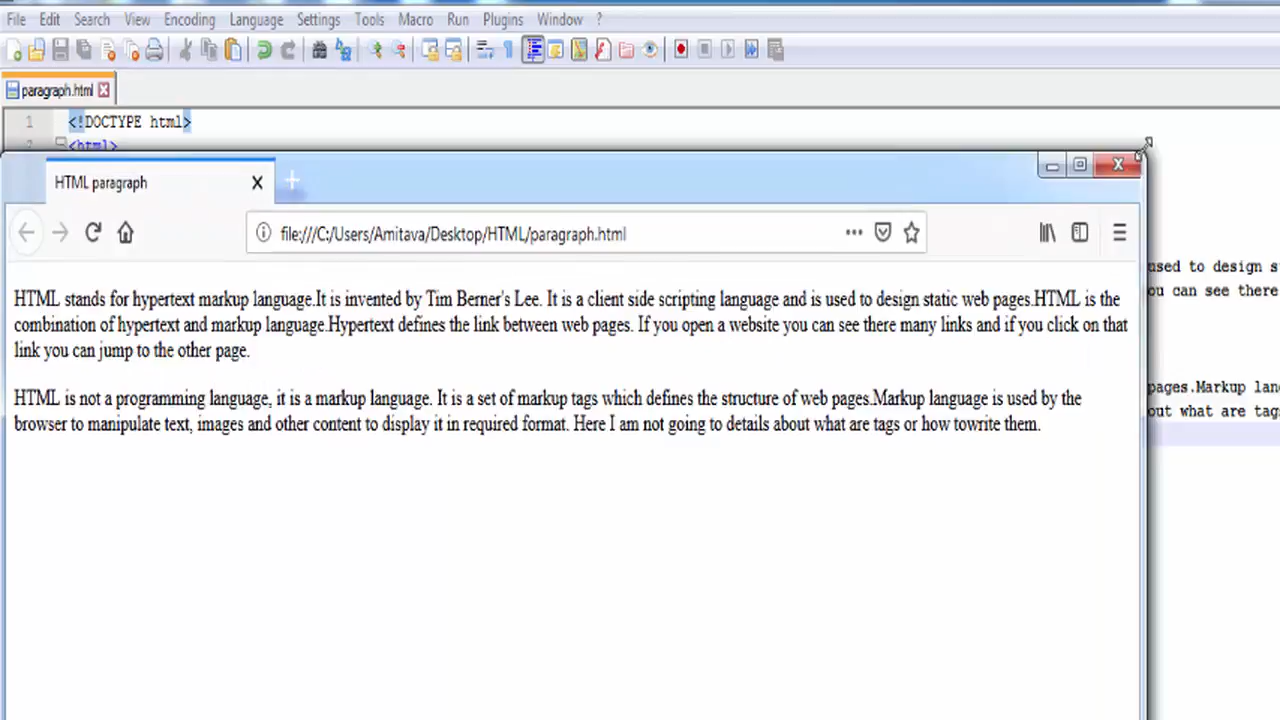 File Edit Search View Encoding Language Settings Tools Macro Run Plugins Window ?
paragraph.html
1 <!DOCTYPE html>
2 <html>
HTML paragraph
file:///C:/Users/Amitava/Desktop/HTML/paragraph.html
used to design s
HTML stands for hypertext markup language.It is invented by Tim Berner's Lee. It is a client side scripting language and is used to design static web pages.HTML is the
ou can see there
combination of hypertext and markup language.Hypertext defines the link between web pages. If you open a website you can see there many links and if you click on that
link you can jump to the other page.
pages.Markup lan
HTML is not a programming language, it is a markup language. It is a set of markup tags which defines the structure of web pages.Markup language is used by the
out what are tag
browser to manipulate text, images and other content to display it in required format. Here I am not going to details about what are tags or how towrite them.